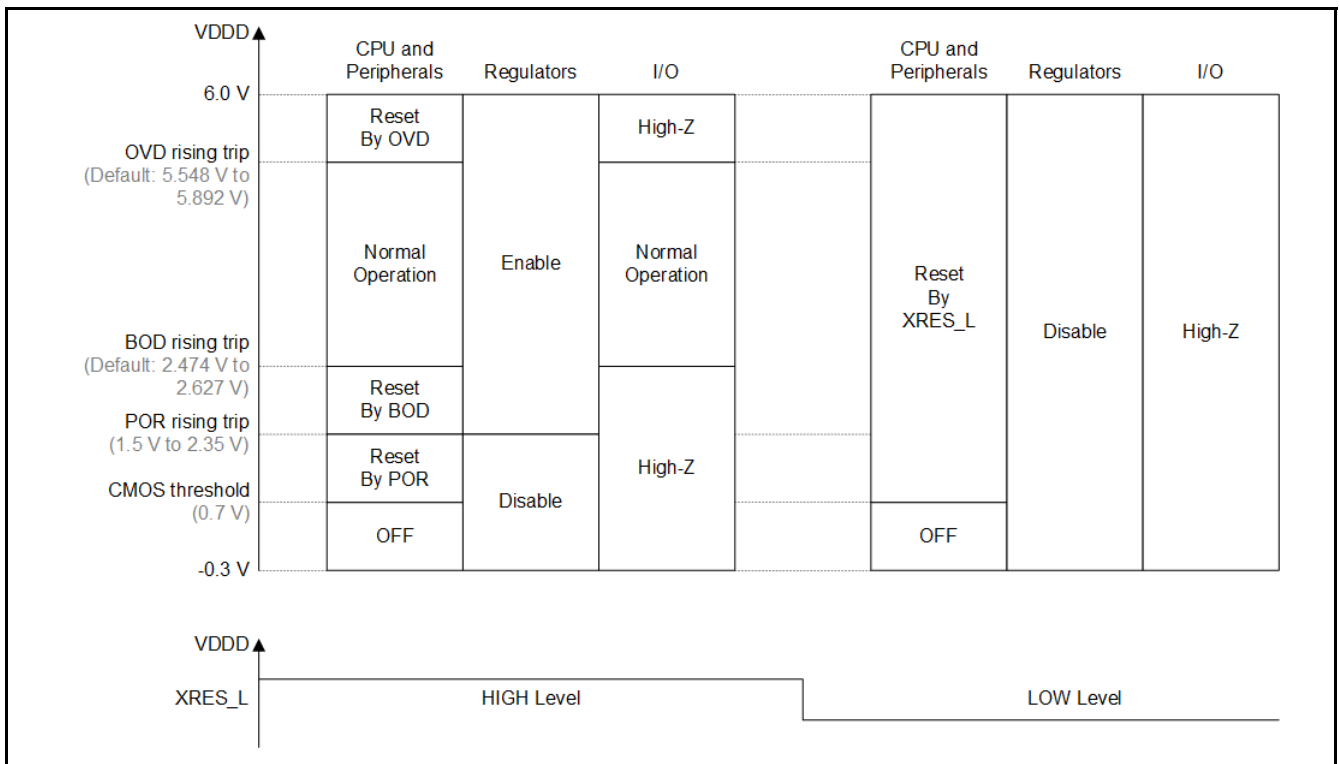 VDDD
CPU and
Peripherals
Regulators
I/O
CPU and
Peripherals
Regulators
I/O
6.0 V
Reset
By OVD
High-Z
OVD rising trip
(Default: 5.548 V to
5.892 V)
Normal
Operation
Enable
Normal
Operation
Reset
By
XRES_L
Disable
High-Z
BOD rising trip
(Default: 2.474 V to
2.627 V)
Reset
By BOD
POR rising trip
(1.5 V to 2.35 V)
Reset
By POR
High-Z
CMOS threshold
(0.7 V)
Disable
OFF
OFF
-0.3 V
VDDD
XRES_L
HIGH Level
LOW Level